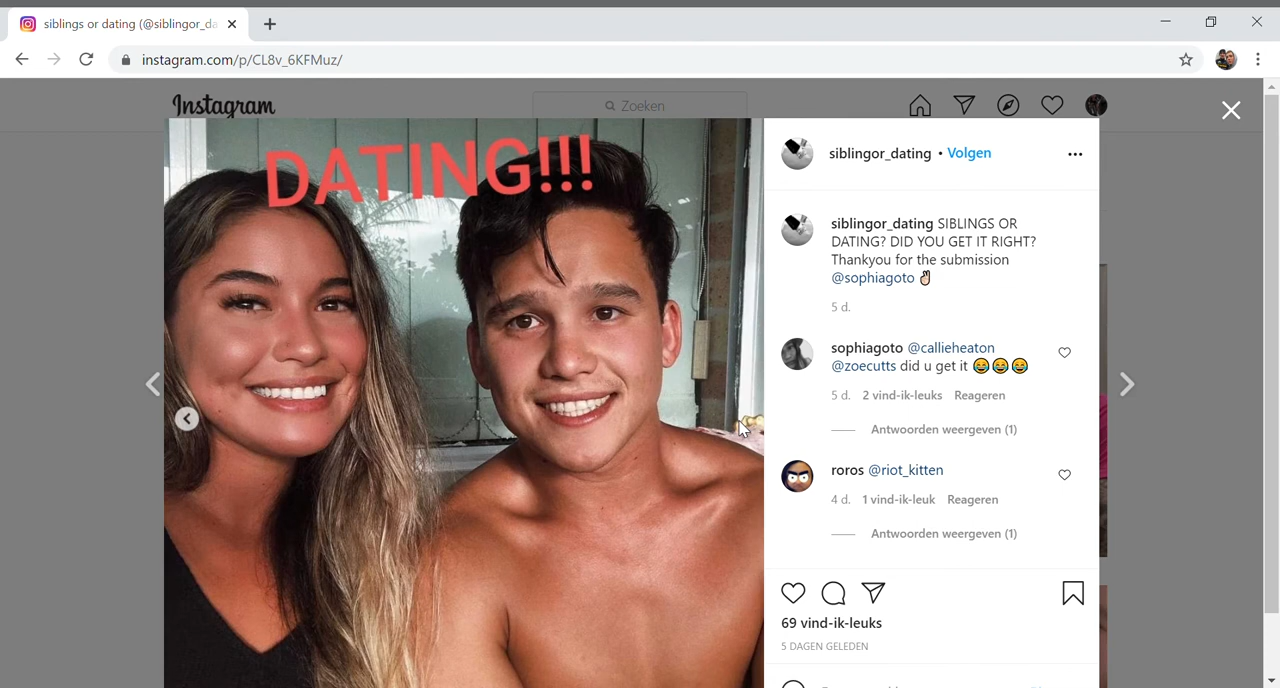 siblings or dating (@siblingor_da
instagram.com/p/CL8v_6KFMuz/
Instagram
Zoeken
DATING!!!
siblingor_dating • Volgen
siblingor_dating SIBLINGS OR
DATING? DID YOU GET IT RIGHT?
Thankyou for the submission
@sophiagoto ✌🏻
5 d.
sophiagoto @callieheaton
@zoecutts did u get it 😂😂😂
5 d. 2 vind-ik-leuks Reageren
Antwoorden weergeven (1)
roros @riot_kitten
4 d. 1 vind-ik-leuk Reageren
Antwoorden weergeven (1)
69 vind-ik-leuks
5 DAGEN GELEDEN